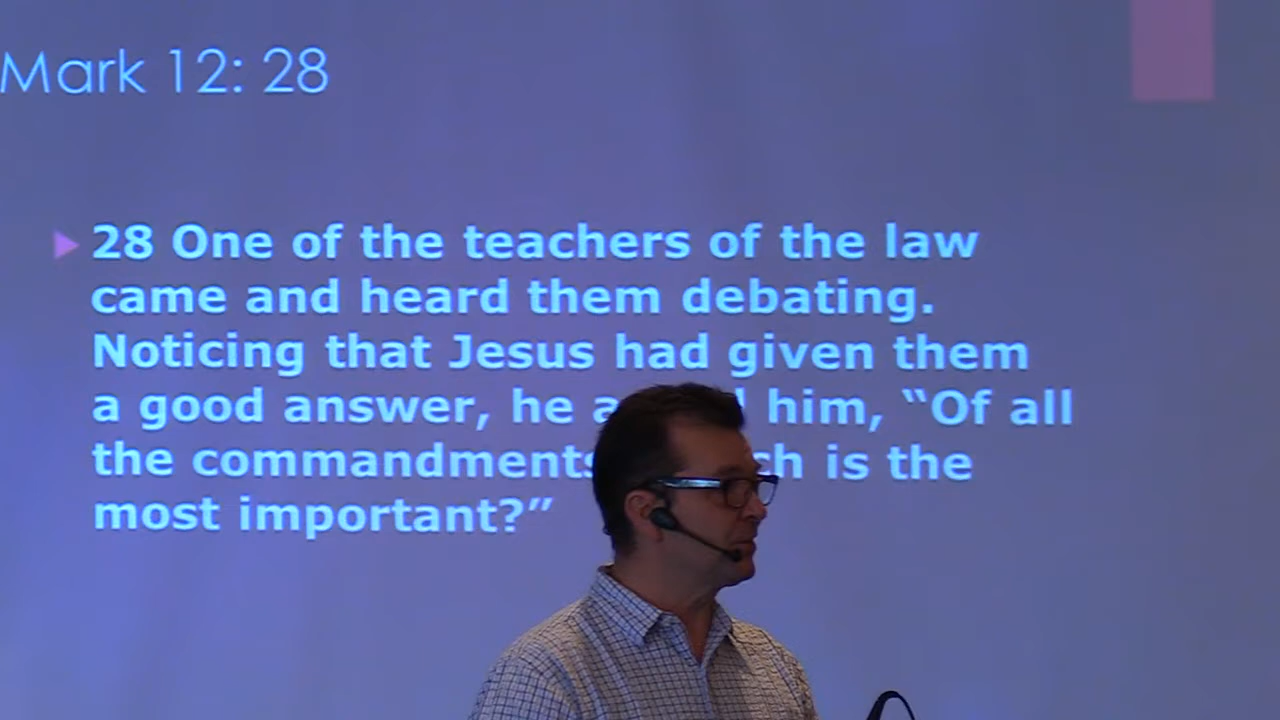 Mark 12: 28
28 One of the teachers of the law
came and heard them debating.
Noticing that Jesus had given them
a good answer, he him, “Of all
the commandments is the
most important?”